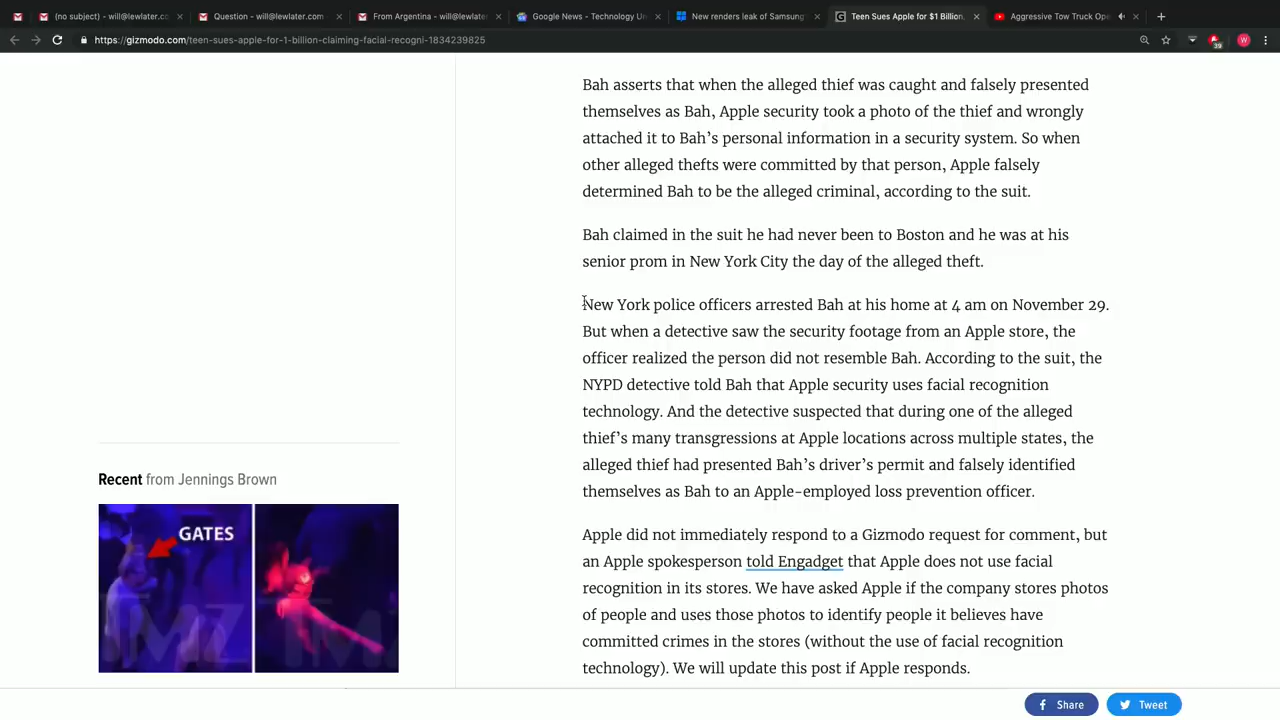 (no subject) - will@lewlater.co
Question - will@lewlater.com -
From Argentina - will@lewlater
Google News - Technology Un
New renders leak of Samsung
Teen Sues Apple for $1 Billion,
Aggressive Tow Truck Ope
https://gizmodo.com/teen-sues-apple-for-1-billion-claiming-facial-recogni-1834239825
39
W
Bah asserts that when the alleged thief was caught and falsely presented
themselves as Bah, Apple security took a photo of the thief and wrongly
attached it to Bah's personal information in a security system. So when
other alleged thefts were committed by that person, Apple falsely
determined Bah to be the alleged criminal, according to the suit.
Bah claimed in the suit he had never been to Boston and he was at his
senior prom in New York City the day of the alleged theft.
New York police officers arrested Bah at his home at 4 am on November 29.
But when a detective saw the security footage from an Apple store, the
officer realized the person did not resemble Bah. According to the suit, the
NYPD detective told Bah that Apple security uses facial recognition
technology. And the detective suspected that during one of the alleged
thief's many transgressions at Apple locations across multiple states, the
alleged thief had presented Bah's driver's permit and falsely identified
themselves as Bah to an Apple-employed loss prevention officer.
Apple did not immediately respond to a Gizmodo request for comment, but
an Apple spokesperson told Engadget that Apple does not use facial
recognition in its stores. We have asked Apple if the company stores photos
of people and uses those photos to identify people it believes have
committed crimes in the stores (without the use of facial recognition
technology). We will update this post if Apple responds.
Recent from Jennings Brown
GATES
TMZ
TMZ
Share
Tweet